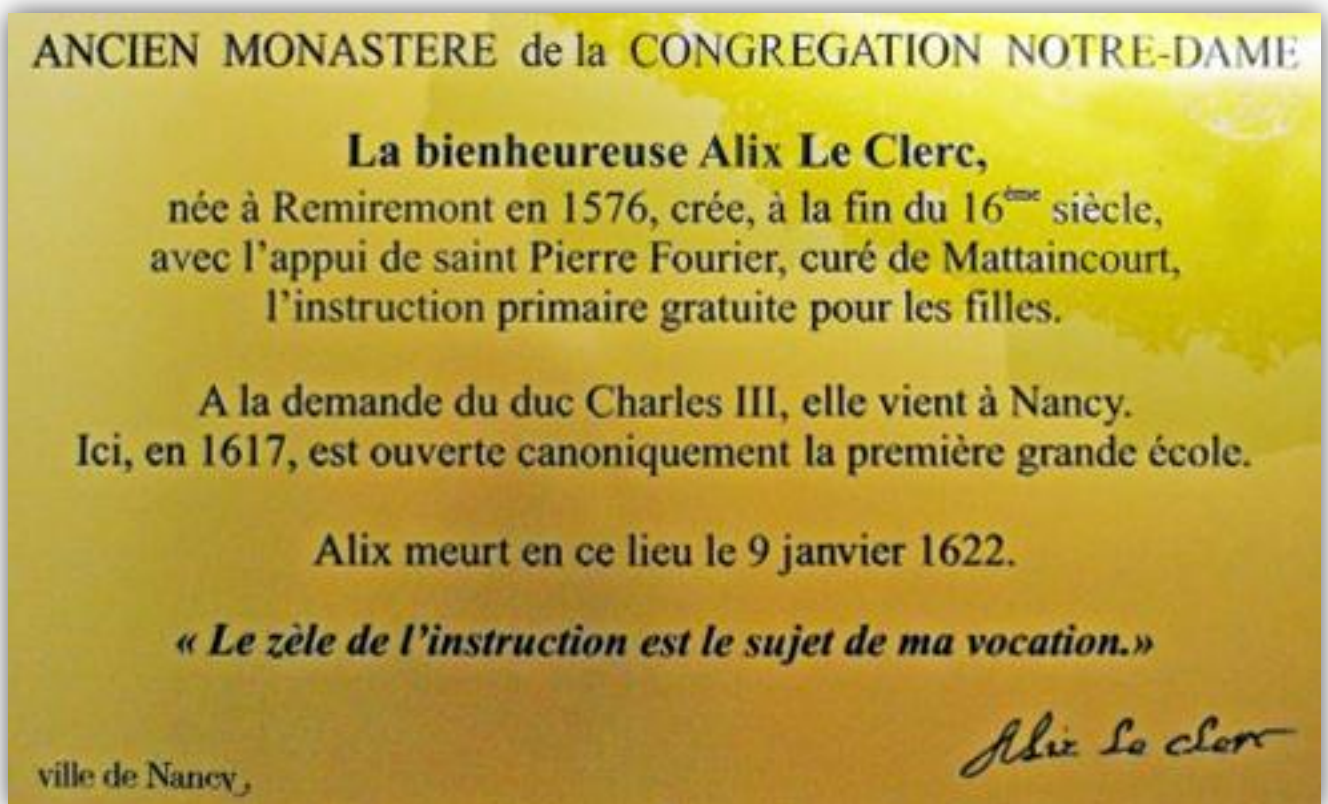 ANCIEN MONASTERE de la CONGREGATION NOTRE-DAME
La bienheureuse Alix Le Clerc,
née à Remiremont en 1576, crée, à la fin du 16ème siècle,
avec l’appui de saint Pierre Fourier, curé de Mattaincourt,
l’instruction primaire gratuite pour les filles.
A la demande du duc Charles III, elle vient à Nancy.
Ici, en 1617, est ouverte canoniquement la première grande école.
Alix meurt en ce lieu le 9 janvier 1622.
« Le zèle de l’instruction est le sujet de ma vocation.»
Alix Le clerc
ville de Nancy